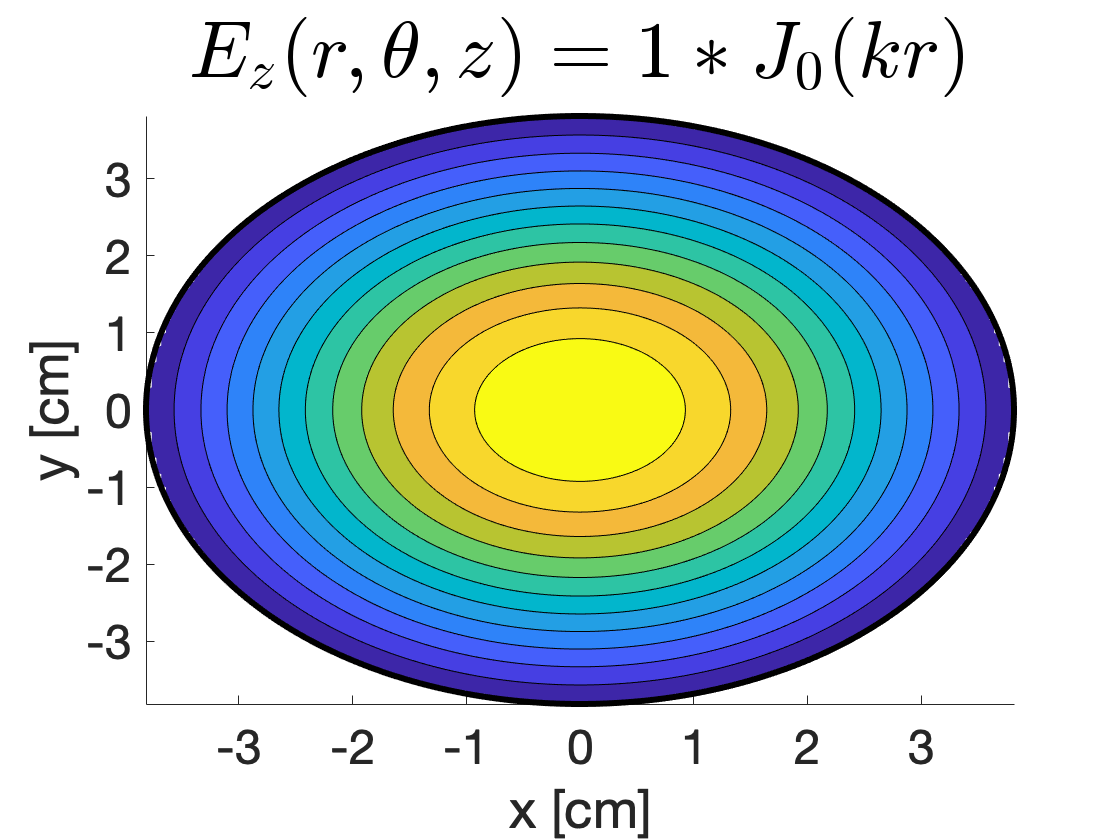 E_z(r, θ, z) = 1 * J_0(kr)
3
2
1
0
-1
-2
-3
y [cm]
-3 -2 -1 0 1 2 3
x [cm]